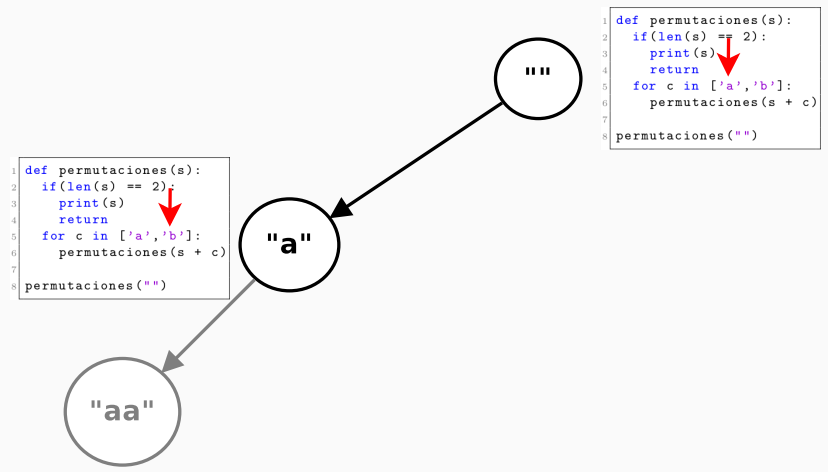 1 def permutaciones(s):
2   if(len(s) == 2):
3     print(s)
4     return
5   for c in ['a','b']:
6     permutaciones(s + c)
7
8 permutaciones("")
""
1 def permutaciones(s):
2   if(len(s) == 2):
3     print(s)
4     return
5   for c in ['a','b']:
6     permutaciones(s + c)
7
8 permutaciones("")
"a"
"aa"